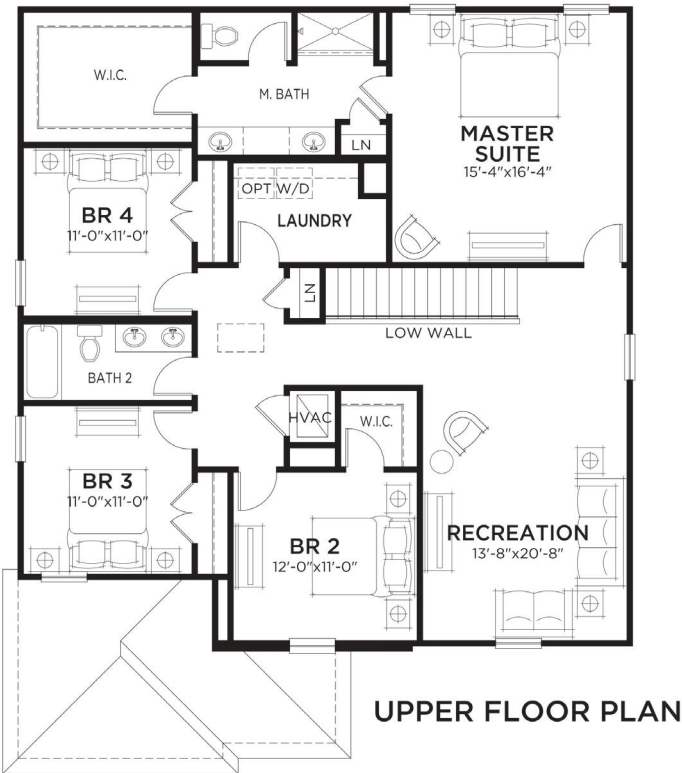 W.I.C.
M. BATH
LN
MASTER
SUITE
15'-4"x16'-4"
OPT W/D
LAUNDRY
BR 4
11'-0"x11'-0"
LN
LOW WALL
BATH 2
HVAC
W.I.C.
BR 3
11'-0"x11'-0"
BR 2
12'-0"x11'-0"
RECREATION
13'-8"x20'-8"
UPPER FLOOR PLAN